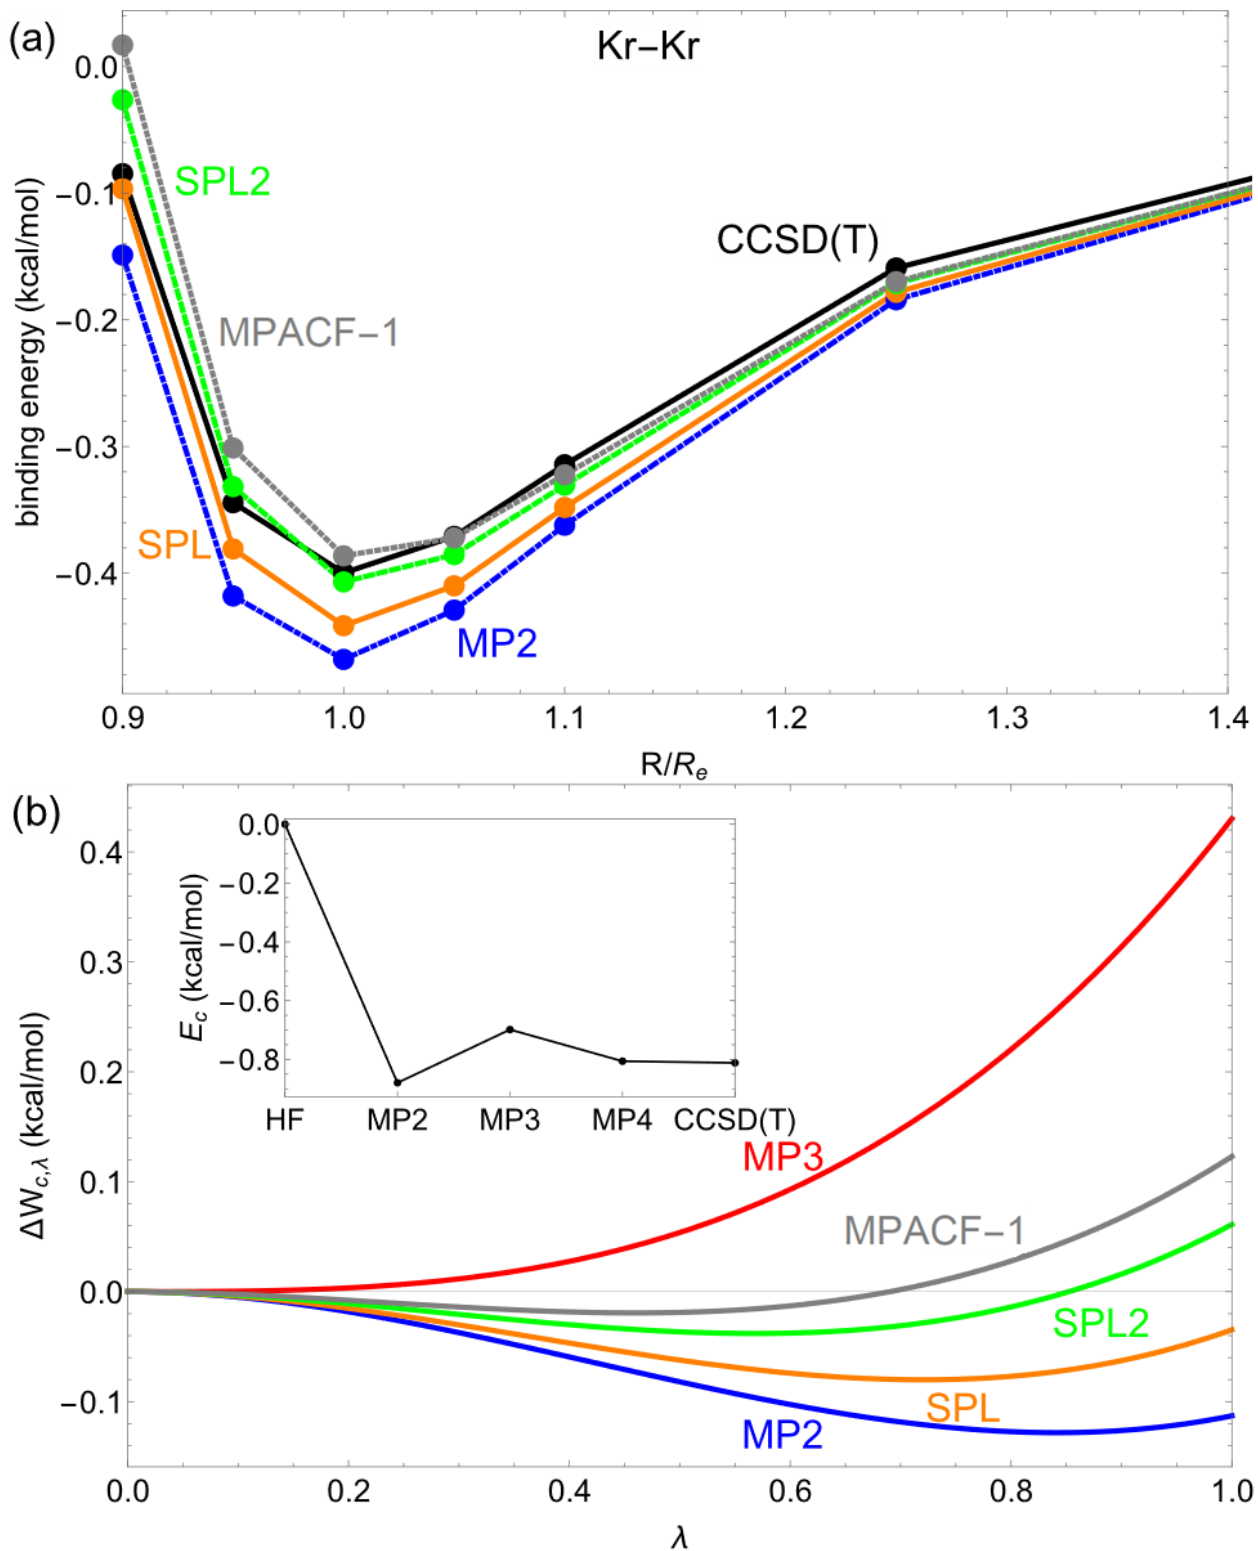 (a)
Kr−Kr
0.0
−0.1
−0.2
−0.3
−0.4
binding energy (kcal/mol)
SPL2
MPACF−1
CCSD(T)
SPL
MP2
0.9
1.0
1.1
1.2
1.3
1.4
R/Rₑ
(b)
0.4
0.3
0.2
0.1
0.0
−0.1
ΔW_{c,λ} (kcal/mol)
0.0
−0.2
−0.4
−0.6
−0.8
E_c (kcal/mol)
HF
MP2
MP3
MP4
CCSD(T)
MP3
MPACF−1
SPL2
SPL
MP2
0.0
0.2
0.4
0.6
0.8
1.0
λ